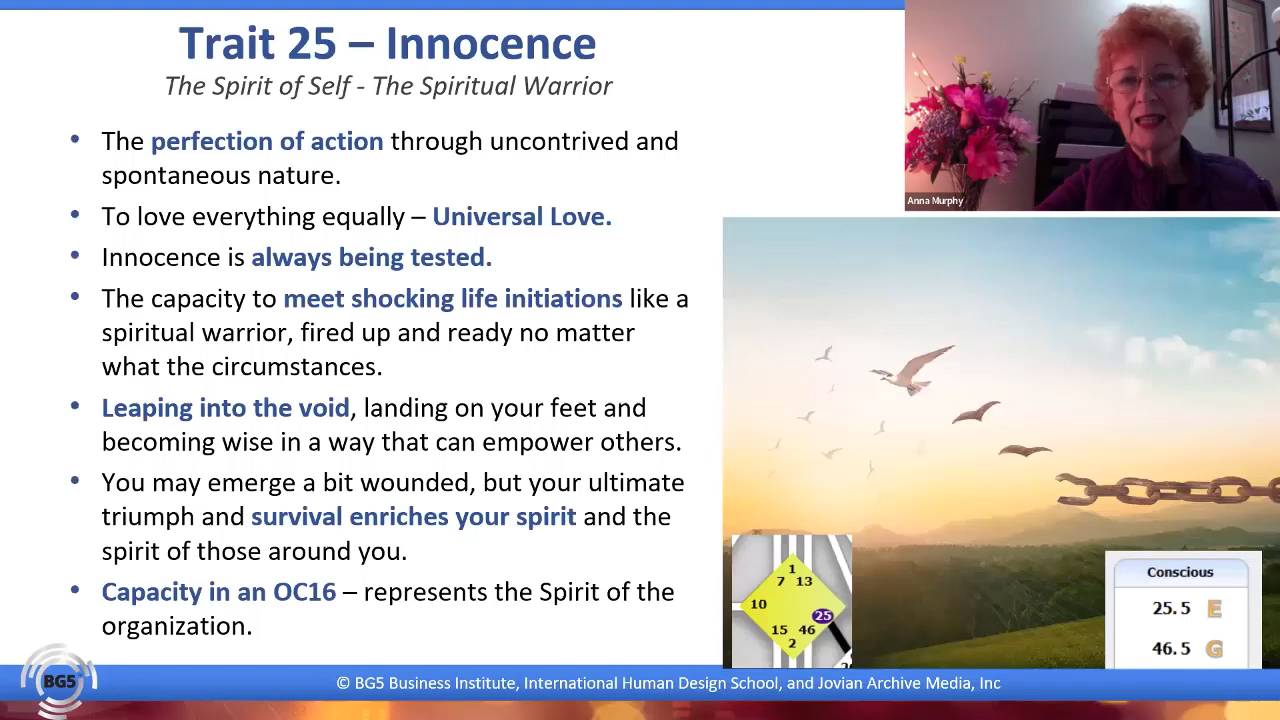 Trait 25 – Innocence
The Spirit of Self - The Spiritual Warrior
• The perfection of action through uncontrived and
spontaneous nature.
• To love everything equally – Universal Love.
• Innocence is always being tested.
• The capacity to meet shocking life initiations like a
spiritual warrior, fired up and ready no matter
what the circumstances.
• Leaping into the void, landing on your feet and
becoming wise in a way that can empower others.
• You may emerge a bit wounded, but your ultimate
triumph and survival enriches your spirit and the
spirit of those around you.
• Capacity in an OC16 – represents the Spirit of the
organization.
Anna Murphy
1
7 13
10
25
15 46
2
Conscious
25.5 E
46.5 G
BG5
© BG5 Business Institute, International Human Design School, and Jovian Archive Media, Inc